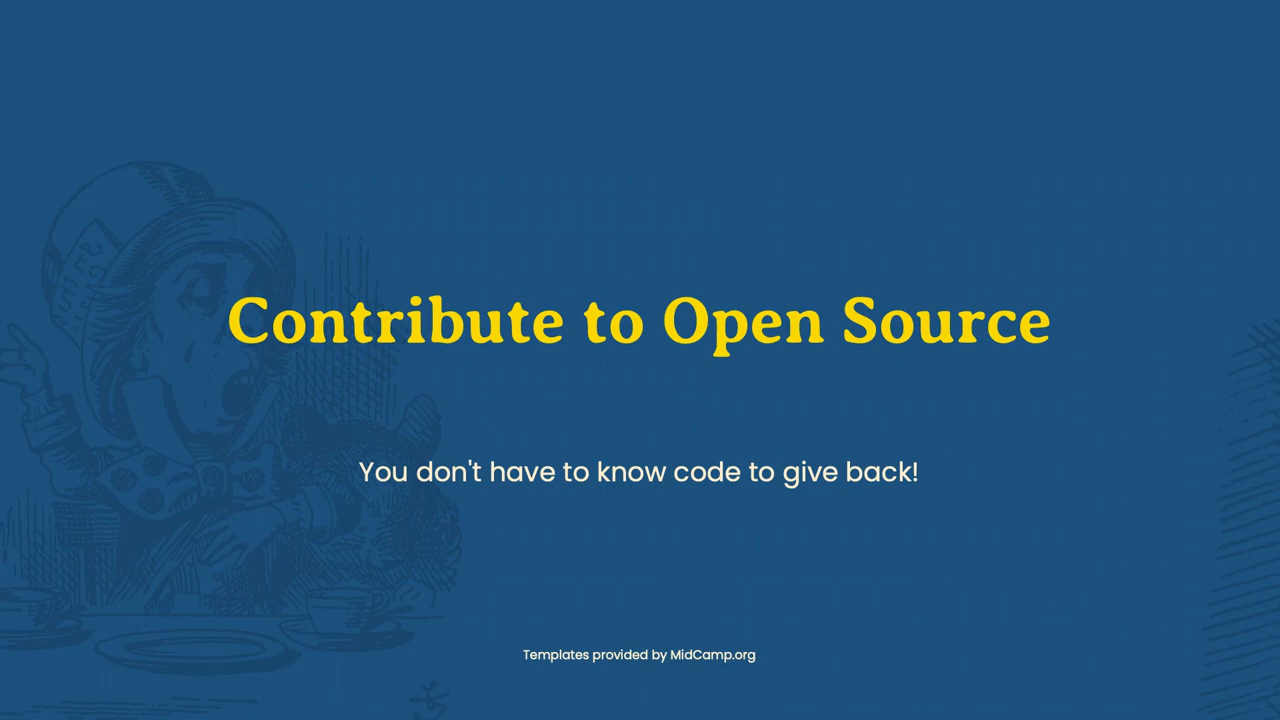 Contribute to Open Source
You don't have to know code to give back!
Templates provided by MidCamp.org